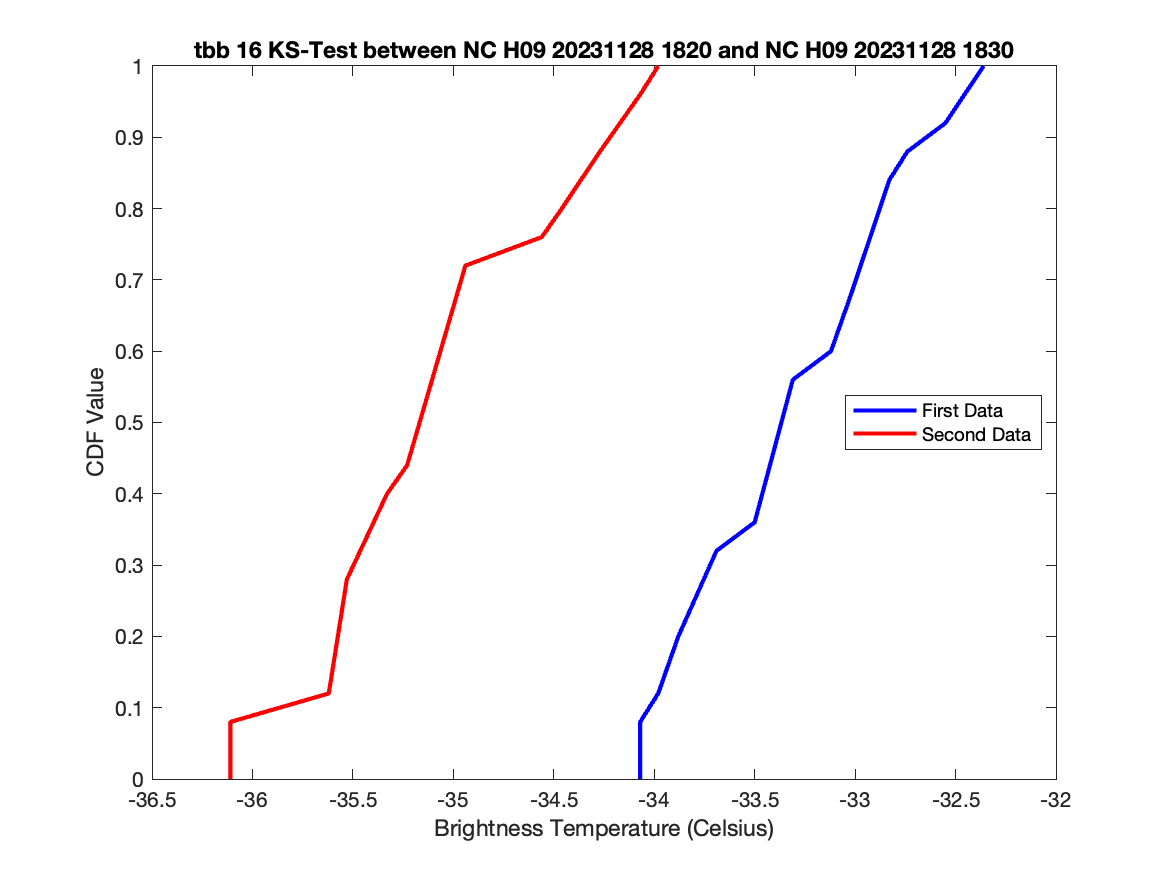 tbb 16 KS-Test between NC H09 20231128 1820 and NC H09 20231128 1830
1
0.9
0.8
0.7
0.6
0.5
0.4
0.3
0.2
0.1
0
CDF Value
First Data
Second Data
-36.5 -36 -35.5 -35 -34.5 -34 -33.5 -33 -32.5 -32
Brightness Temperature (Celsius)